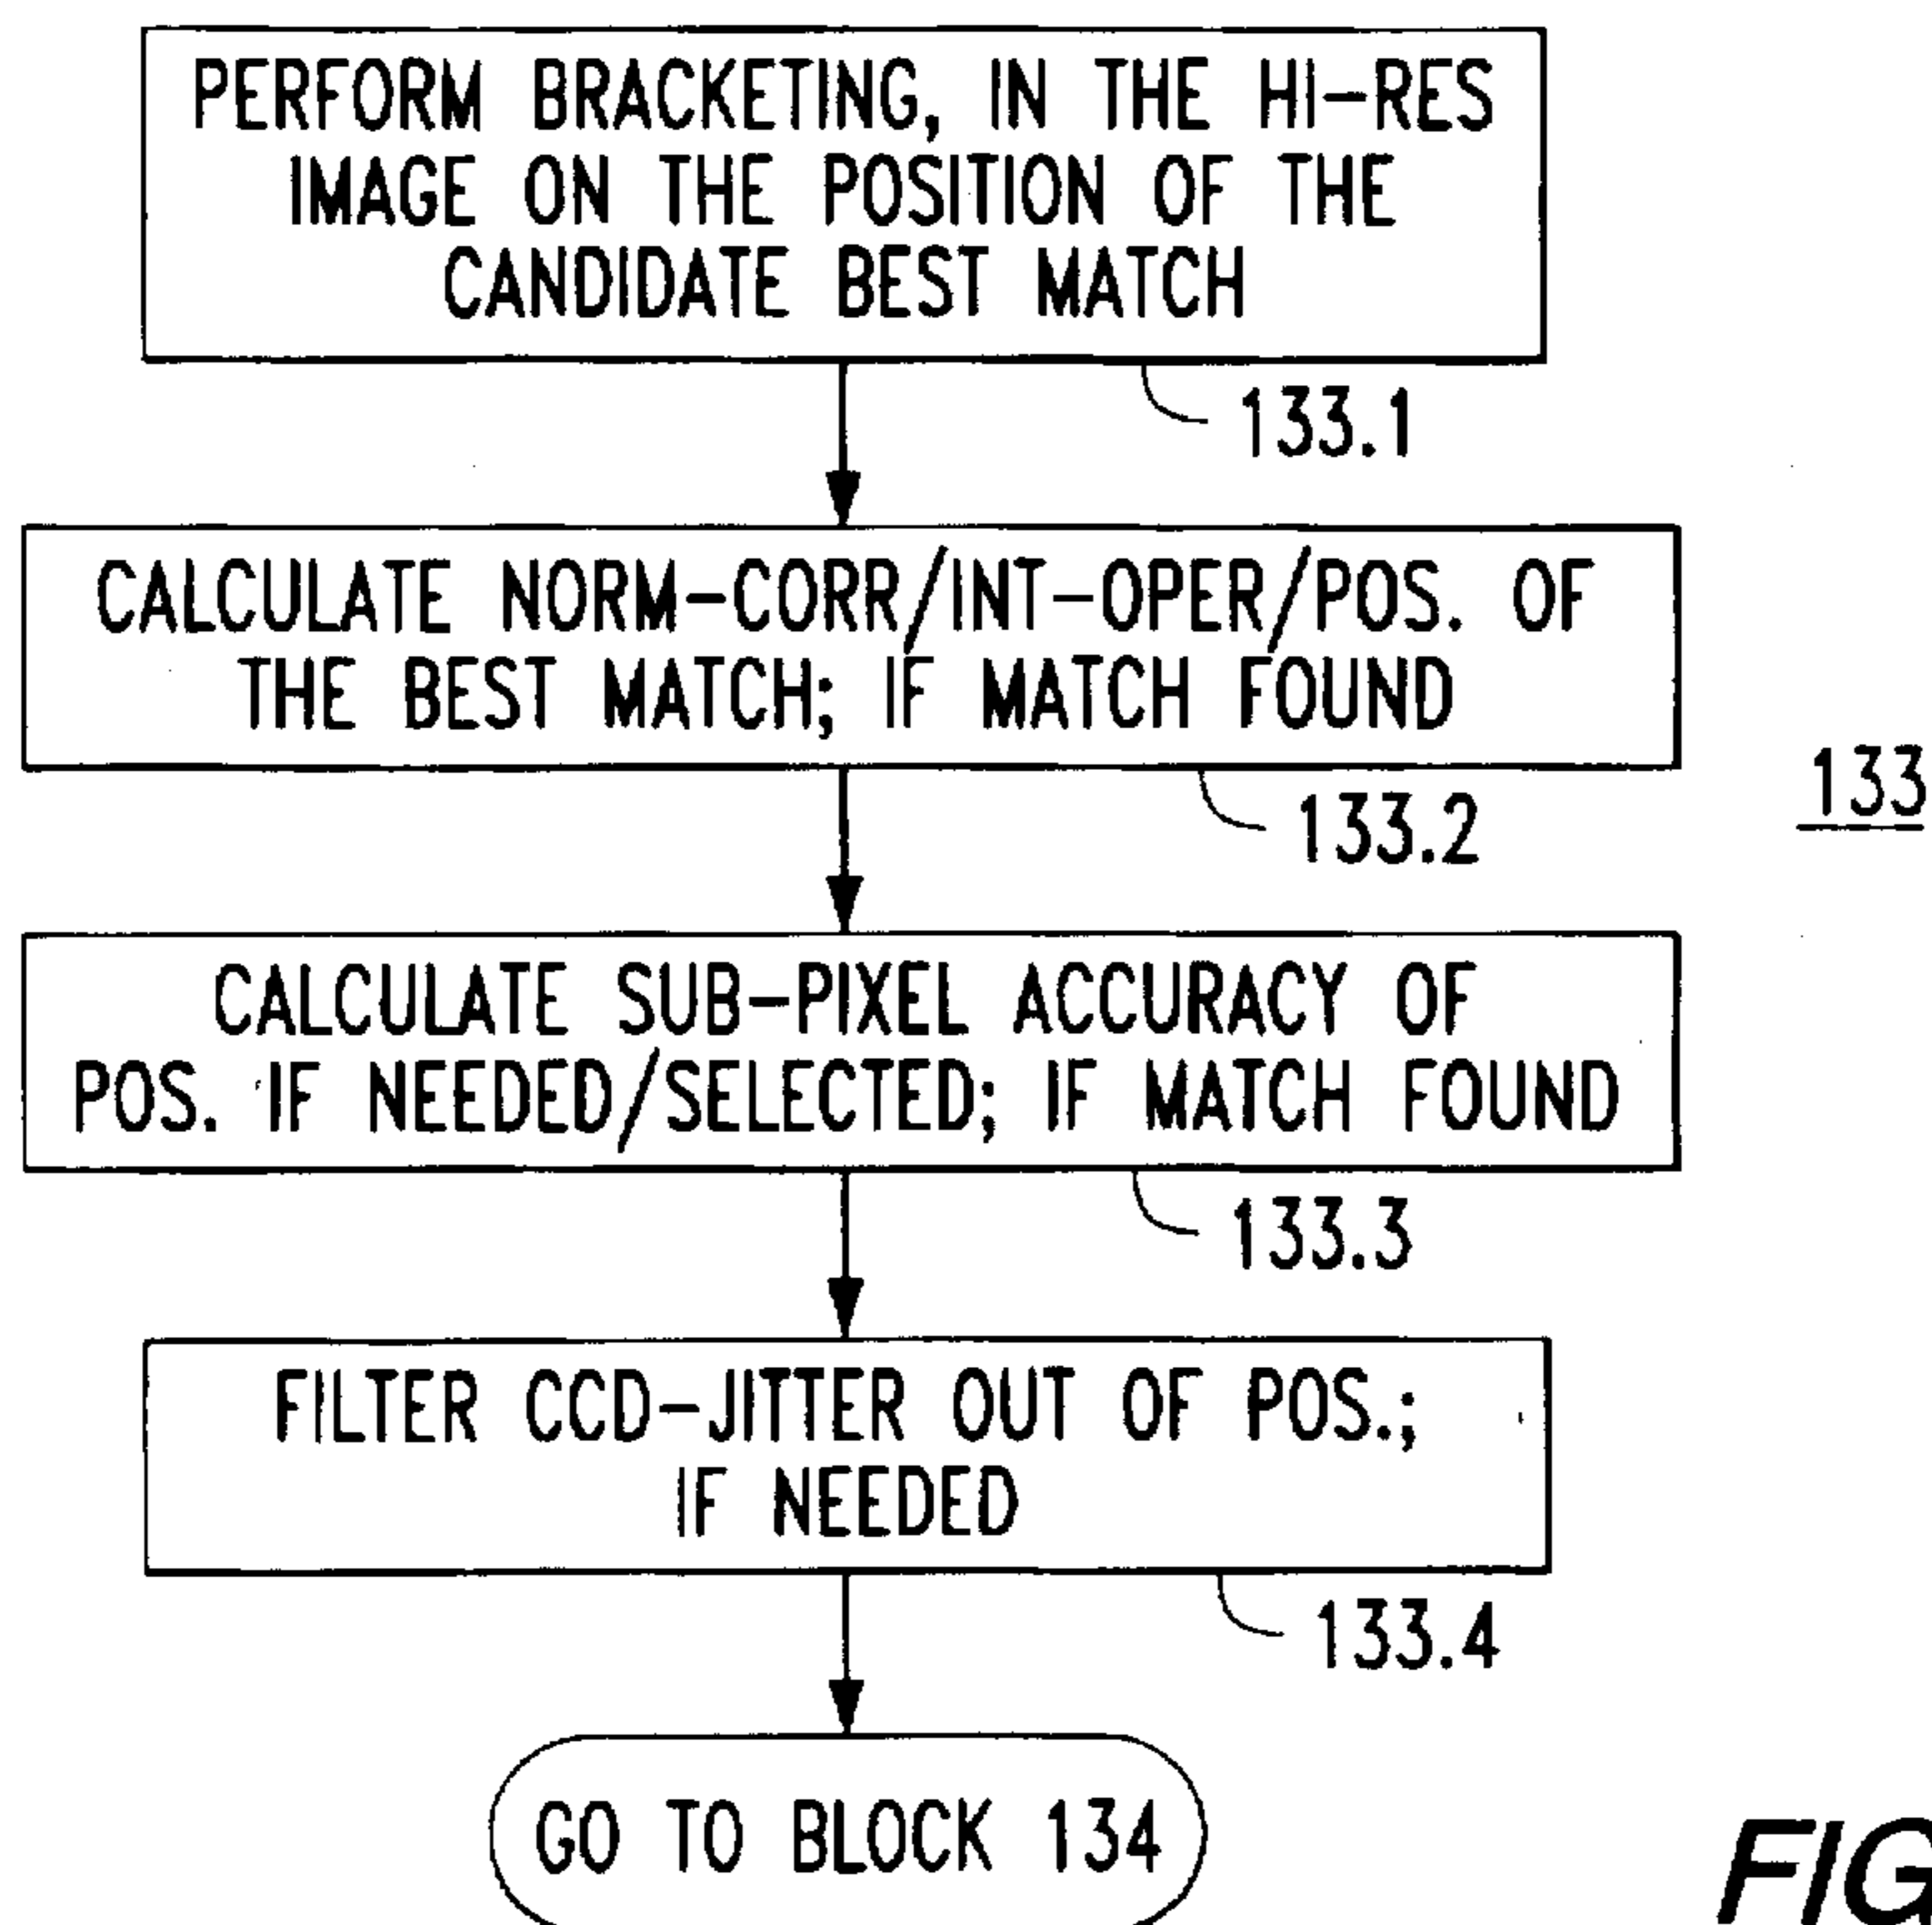 PERFORM BRACKETING, IN THE HI-RES
IMAGE ON THE POSITION OF THE
CANDIDATE BEST MATCH
133.1
CALCULATE NORM-CORR/INT-OPER/POS. OF
THE BEST MATCH; IF MATCH FOUND
133
133.2
CALCULATE SUB-PIXEL ACCURACY OF
POS. IF NEEDED/SELECTED; IF MATCH FOUND
133.3
FILTER CCD-JITTER OUT OF POS.;
IF NEEDED
133.4
GO TO BLOCK 134
FIG